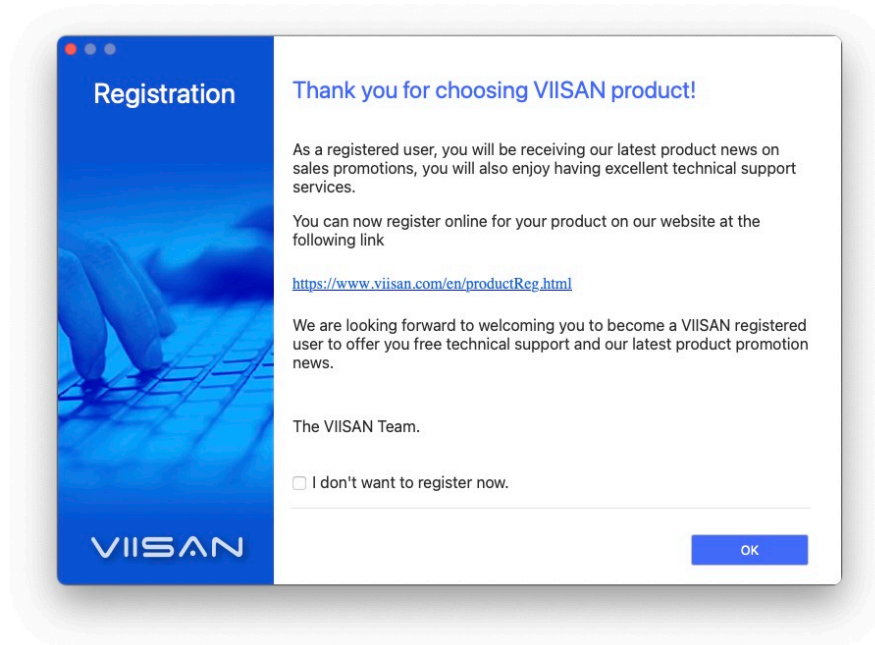 Registration
Thank you for choosing VIISAN product!
As a registered user, you will be receiving our latest product news on
sales promotions, you will also enjoy having excellent technical support
services.
You can now register online for your product on our website at the
following link
https://www.viisan.com/en/productReg.html
We are looking forward to welcoming you to become a VIISAN registered
user to offer you free technical support and our latest product promotion
news.
The VIISAN Team.
I don't want to register now.
VIISAN
OK